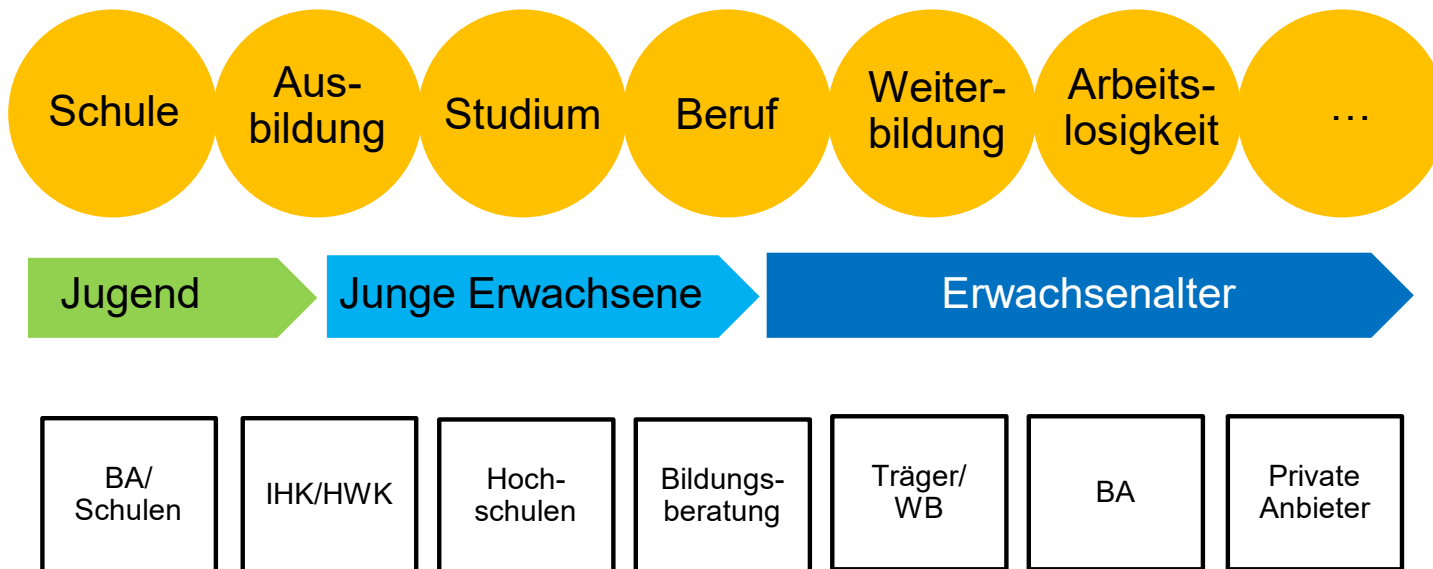 Schule
Aus-
bildung
Studium
Beruf
Weiter-
bildung
Arbeits-
losigkeit
…
Jugend
Junge Erwachsene
Erwachsenalter
BA/
Schulen
IHK/HWK
Hoch-
schulen
Bildungs-
beratung
Träger/
WB
BA
Private
Anbieter